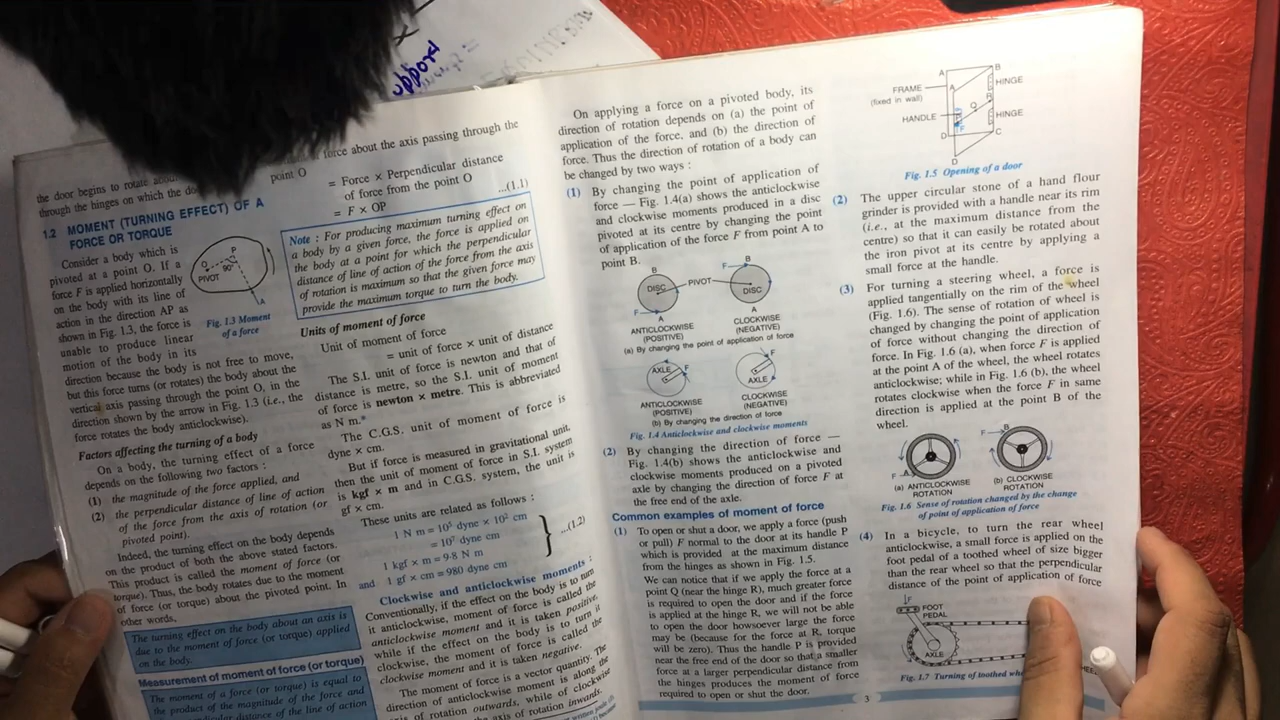 oppord
the door begins to rotate
through the hinges on which the
1.2 MOMENT (TURNING EFFECT) OF A
FORCE OR TORQUE
Consider a body which is
pivoted at a point O. If a
force F is applied horizontally
on the body with its line of
action in the direction AP as
shown in Fig. 1.3, the force is
unable to produce linear
motion of the body in its
direction because the body is not free to move,
but this force turns (or rotates) the body about the
vertical axis passing through the point O, in the
direction shown by the arrow in Fig. 1.3 (i.e., the
force rotates the body anticlockwise).
P
O
90°
PIVOT
A
Fig. 1.3 Moment
of a force
Factors affecting the turning of a body
On a body, the turning effect of a force
depends on the following two factors :
(1) the magnitude of the force applied, and
(2) the perpendicular distance of line of action
of the force from the axis of rotation (or
pivoted point).
Indeed, the turning effect on the body depends
on the product of both the above stated factors.
This product is called the moment of force (or
torque). Thus, the body rotates due to the moment
of force (or torque) about the pivoted point. In
other words,
The turning effect on the body about an axis is
due to the moment of force (or torque) applied
on the body.
Measurement of moment of force (or torque)
The moment of a force (or torque) is equal to
the product of the magnitude of the force and
distance of the line of action
force about the axis passing through the
point O
= Force × Perpendicular distance
of force from the point O
= F × OP ...(1.1)
Note : For producing maximum turning effect on
a body by a given force, the force is applied on
the body at a point for which the perpendicular
distance of line of action of the force from the axis
of rotation is maximum so that the given force may
provide the maximum torque to turn the body.
Units of moment of force
Unit of moment of force
= unit of force × unit of distance
The S.I. unit of force is newton and that of
distance is metre, so the S.I. unit of moment
of force is newton × metre. This is abbreviated
as N m.*
The C.G.S. unit of moment of force is
dyne × cm.
But if force is measured in gravitational unit,
then the unit of moment of force in S.I. system
is kgf × m and in C.G.S. system, the unit is
gf × cm.
These units are related as follows :
1 N m = 10⁵ dyne × 10² cm
= 10⁷ dyne cm
1 kgf × m = 9·8 N m
and 1 gf × cm = 980 dyne cm
...(1.2)
Clockwise and anticlockwise moments :
Conventionally, if the effect on the body is to turn
it anticlockwise, moment of force is called the
anticlockwise moment and it is taken positive,
while if the effect on the body is to turn it
clockwise, the moment of force is called the
clockwise moment and it is taken negative.
The moment of force is a vector quantity. The
direction of anticlockwise moment is along the
axis of rotation outwards, while of clockwise
the axis of rotation inwards.
On applying a force on a pivoted body, its
direction of rotation depends on (a) the point of
application of the force, and (b) the direction of
force. Thus the direction of rotation of a body can
be changed by two ways :
(1) By changing the point of application of
force — Fig. 1.4(a) shows the anticlockwise
and clockwise moments produced in a disc
pivoted at its centre by changing the point
of application of the force F from point A to
point B.
B
DISC
F
A
PIVOT
B
F
DISC
A
ANTICLOCKWISE
(POSITIVE)
CLOCKWISE
(NEGATIVE)
(a) By changing the point of application of force
AXLE
F
F
AXLE
ANTICLOCKWISE
(POSITIVE)
CLOCKWISE
(NEGATIVE)
(b) By changing the direction of force
Fig. 1.4 Anticlockwise and clockwise moments
(2) By changing the direction of force —
Fig. 1.4(b) shows the anticlockwise and
clockwise moments produced on a pivoted
axle by changing the direction of force F at
the free end of the axle.
Common examples of moment of force
(1) To open or shut a door, we apply a force (push
or pull) F normal to the door at its handle P
which is provided at the maximum distance
from the hinges as shown in Fig. 1.5.
We can notice that if we apply the force at a
point Q (near the hinge R), much greater force
is required to open the door and if the force
is applied at the hinge R, we will not be able
to open the door howsoever large the force
may be (because for the force at R, torque
will be zero). Thus the handle P is provided
near the free end of the door so that a smaller
force at a larger perpendicular distance from
the hinges produces the moment of force
required to open or shut the door.
A
B
FRAME
(fixed in wall)
A
HINGE
Q
R
HANDLE
P
F
HINGE
D
C
D
Fig. 1.5 Opening of a door
(2) The upper circular stone of a hand flour
grinder is provided with a handle near its rim
(i.e., at the maximum distance from the
centre) so that it can easily be rotated about
the iron pivot at its centre by applying a
small force at the handle.
(3) For turning a steering wheel, a force is
applied tangentially on the rim of the wheel
(Fig. 1.6). The sense of rotation of wheel is
changed by changing the point of application
of force without changing the direction of
force. In Fig. 1.6 (a), when force F is applied
at the point A of the wheel, the wheel rotates
anticlockwise; while in Fig. 1.6 (b), the wheel
rotates clockwise when the force F in same
direction is applied at the point B of the
wheel.
F
A
F
B
(a) ANTICLOCKWISE
ROTATION
(b) CLOCKWISE
ROTATION
Fig. 1.6 Sense of rotation changed by the change
of point of application of force
(4) In a bicycle, to turn the rear wheel
anticlockwise, a small force is applied on the
foot pedal of a toothed wheel of size bigger
than the rear wheel so that the perpendicular
distance of the point of application of force
F
FOOT
PEDAL
AXLE
Fig. 1.7 Turning of toothed
3